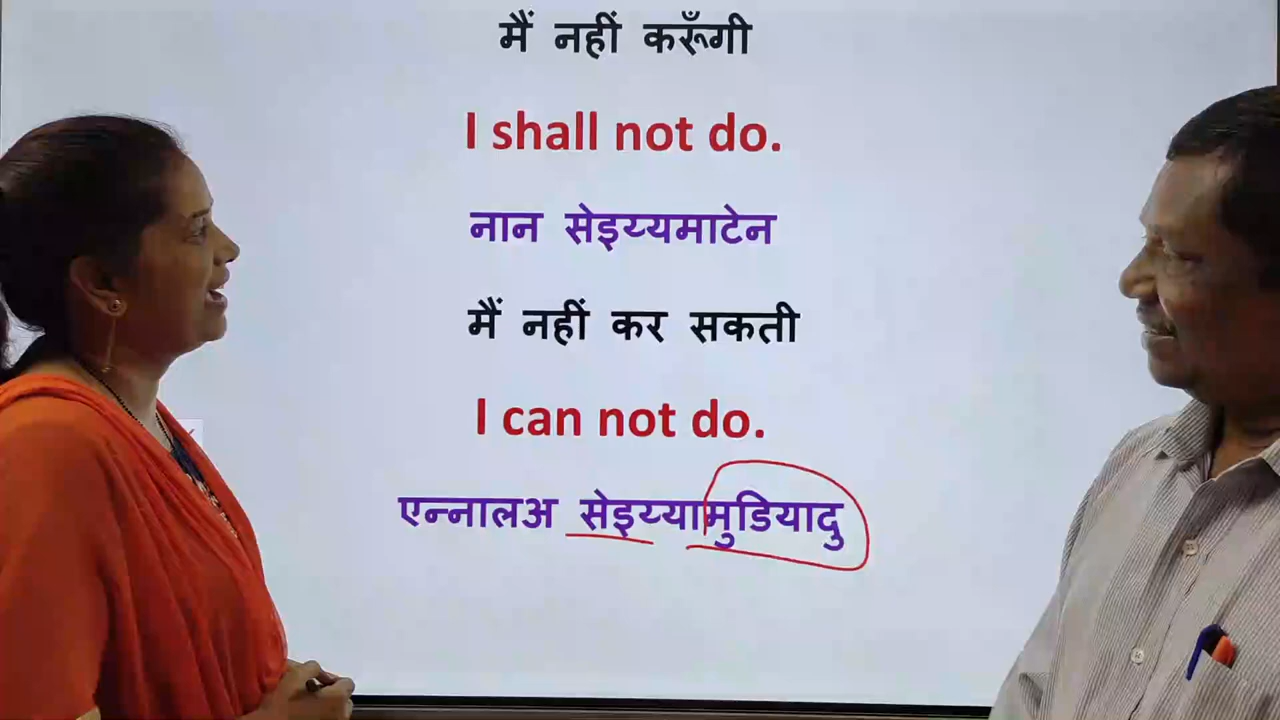 मैं नहीं करूँगी
I shall not do.
नान सेइय्यमाटेन
मैं नहीं कर सकती
I can not do.
एन्नालअ सेइय्यामुडियादु